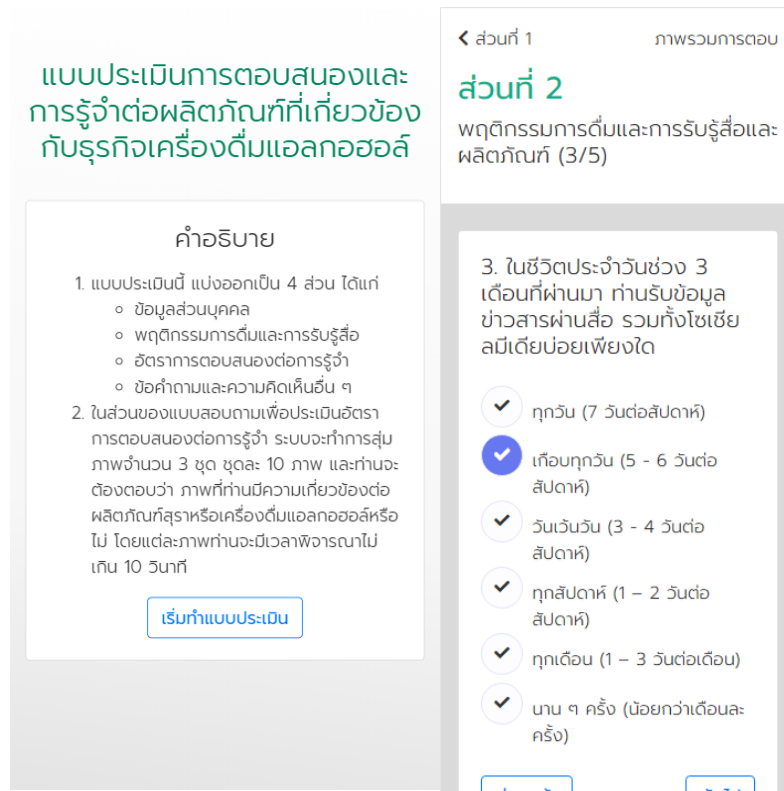 แบบประเมินการตอบสนองและ
การรู้จำต่อผลิตภัณฑ์ที่เกี่ยวข้อง
กับธุรกิจเครื่องดื่มแอลกอฮอล์
คำอธิบาย
1. แบบประเมินนี้ แบ่งออกเป็น 4 ส่วน ได้แก่
ข้อมูลส่วนบุคคล
พฤติกรรมการดื่มและการรับรู้สื่อ
อัตราการตอบสนองต่อการรู้จำ
ข้อคำถามและความคิดเห็นอื่น ๆ
2. ในส่วนของแบบสอบถามเพื่อประเมินอัตรา
การตอบสนองต่อการรู้จำ ระบบจะทำการสุ่ม
ภาพจำนวน 3 ชุด ชุดละ 10 ภาพ และท่านจะ
ต้องตอบว่า ภาพที่ท่านมีความเกี่ยวข้องต่อ
ผลิตภัณฑ์สุราหรือเครื่องดื่มแอลกอฮอล์หรือ
ไม่ โดยแต่ละภาพท่านจะมีเวลาพิจารณาไม่
เกิน 10 วินาที
เริ่มทำแบบประเมิน
ส่วนที่ 1 ภาพรวมการตอบ
ส่วนที่ 2
พฤติกรรมการดื่มและการรับรู้สื่อและ
ผลิตภัณฑ์ (3/5)
3. ในชีวิตประจำวันช่วง 3
เดือนที่ผ่านมา ท่านรับข้อมูล
ข่าวสารผ่านสื่อ รวมทั้งโซเชีย
ลมีเดียบ่อยเพียงใด
ทุกวัน (7 วันต่อสัปดาห์)
เกือบทุกวัน (5 - 6 วันต่อ
สัปดาห์)
วันเว้นวัน (3 - 4 วันต่อ
สัปดาห์)
ทุกสัปดาห์ (1 – 2 วันต่อ
สัปดาห์)
ทุกเดือน (1 – 3 วันต่อเดือน)
นาน ๆ ครั้ง (น้อยกว่าเดือนละ
ครั้ง)